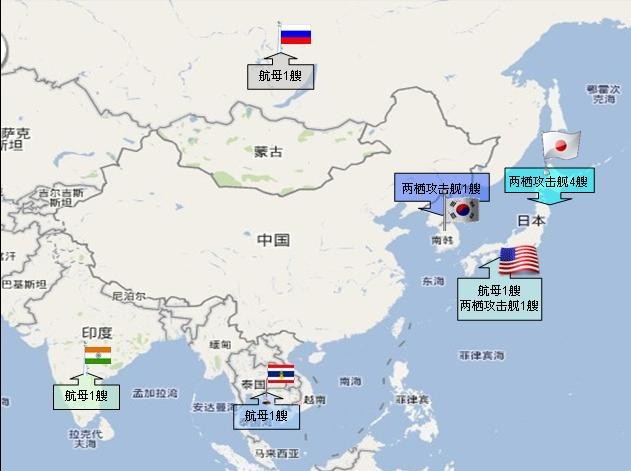 航母1艘
鄂霍次
克海
萨克
斯坦
蒙古
吉尔吉斯
斯坦
两栖攻击舰1艘
两栖攻击舰4艘
日本
南韩
中国
东海
航母1艘
两栖攻击舰1艘
富汗
巴基斯坦
尼泊尔
印度
缅甸
菲律宾海
航母1艘
孟加拉湾
安达曼海
泰国
航母1艘
越南
南海
菲律宾
拉克代
夫海
马来西亚